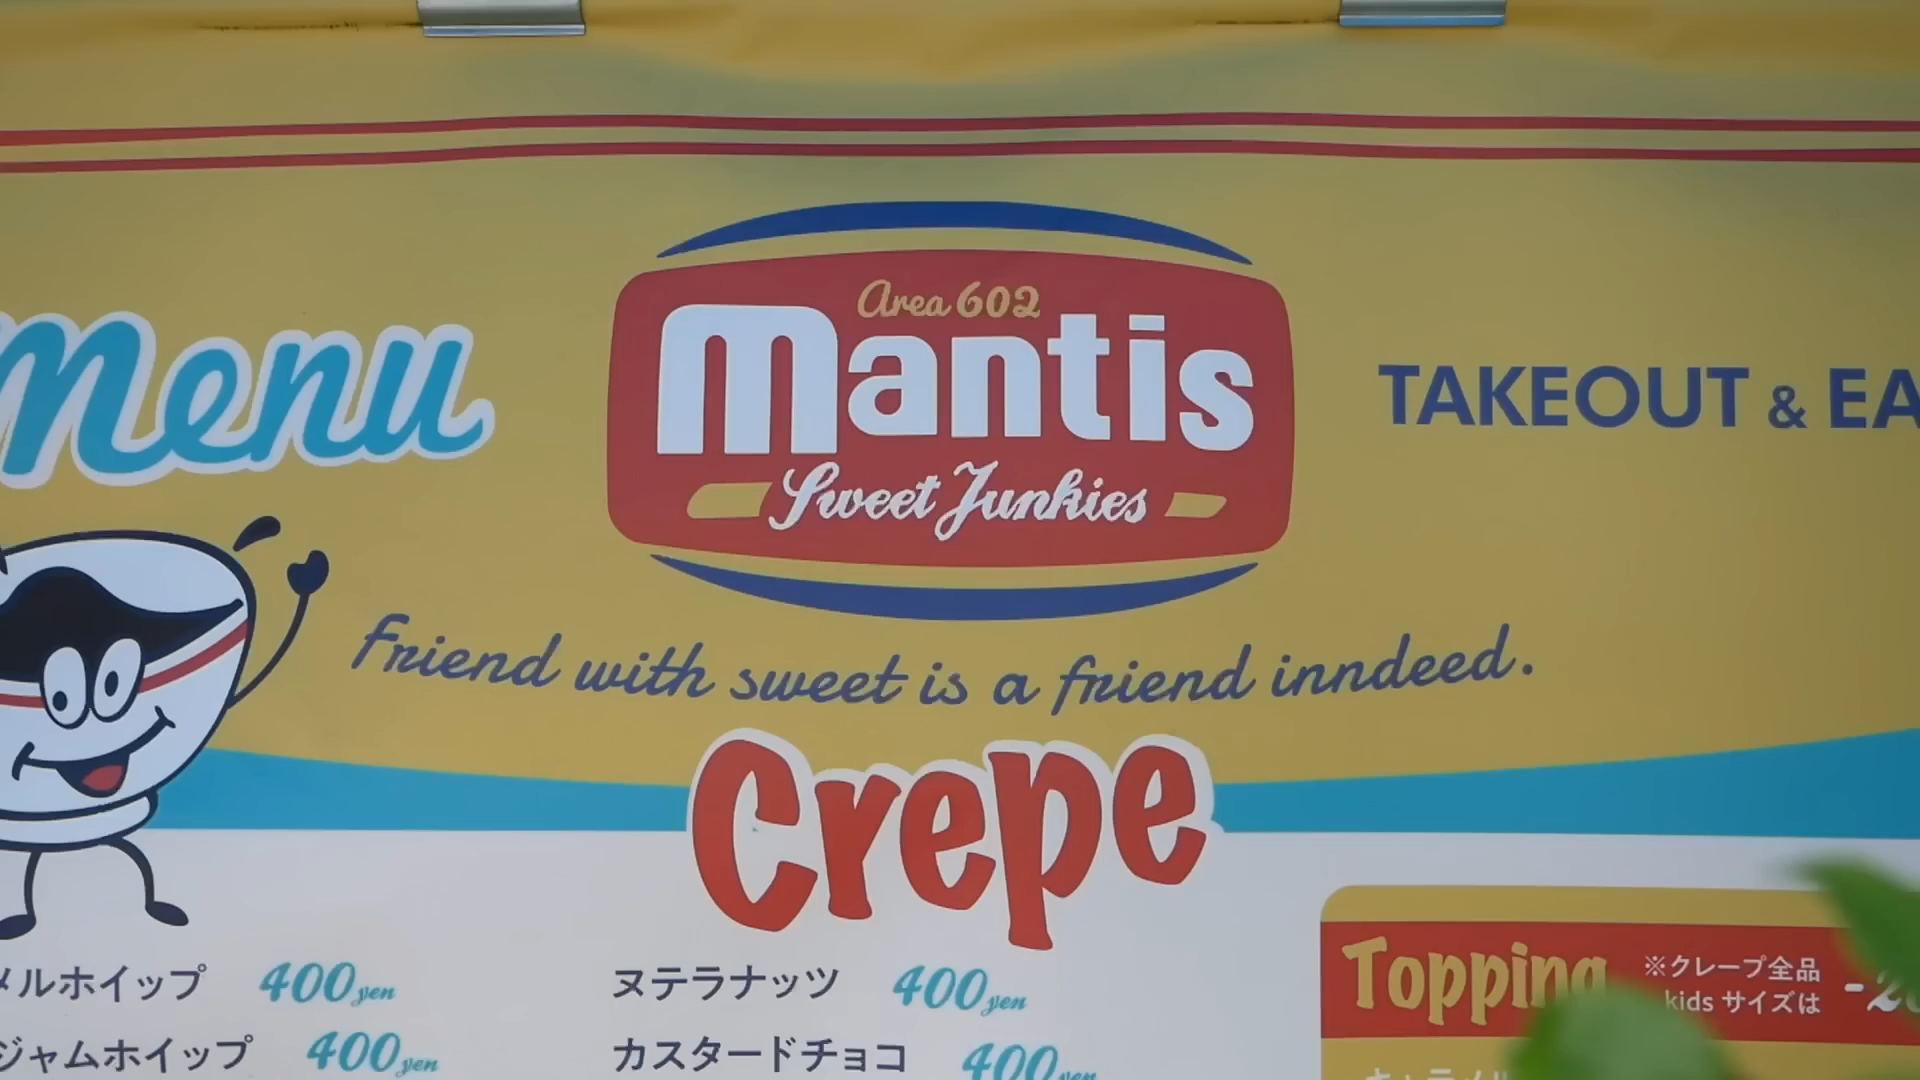 Area 602
Mantis
Sweet Junkies
Menu
TAKEOUT &
Friend with sweet is a friend inndeed.
Crepe
メルホイップ 400yen
ヌテラナッツ 400yen
ジャムホイップ 400yen
カスタードチョコ 400yen
Topping
※クレープ全品
kids サイズは